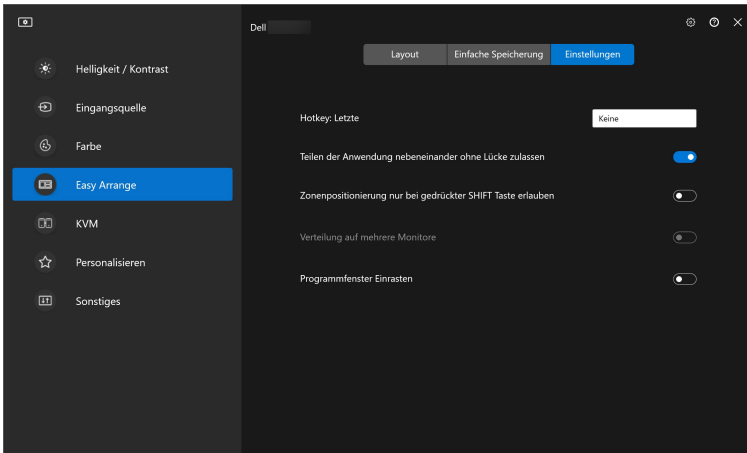 Dell
Layout
Einfache Speicherung
Einstellungen
Helligkeit / Kontrast
Eingangsquelle
Farbe
Easy Arrange
KVM
Personalisieren
Sonstiges
Hotkey: Letzte
Keine
Teilen der Anwendung nebeneinander ohne Lücke zulassen
Zonenpositionierung nur bei gedrückter SHIFT Taste erlauben
Verteilung auf mehrere Monitore
Programmfenster Einrasten